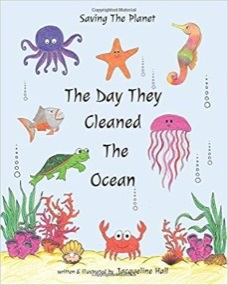 Saving The Planet
The Day They
Cleaned
The
Ocean
written & illustrated by Jacqueline Hall